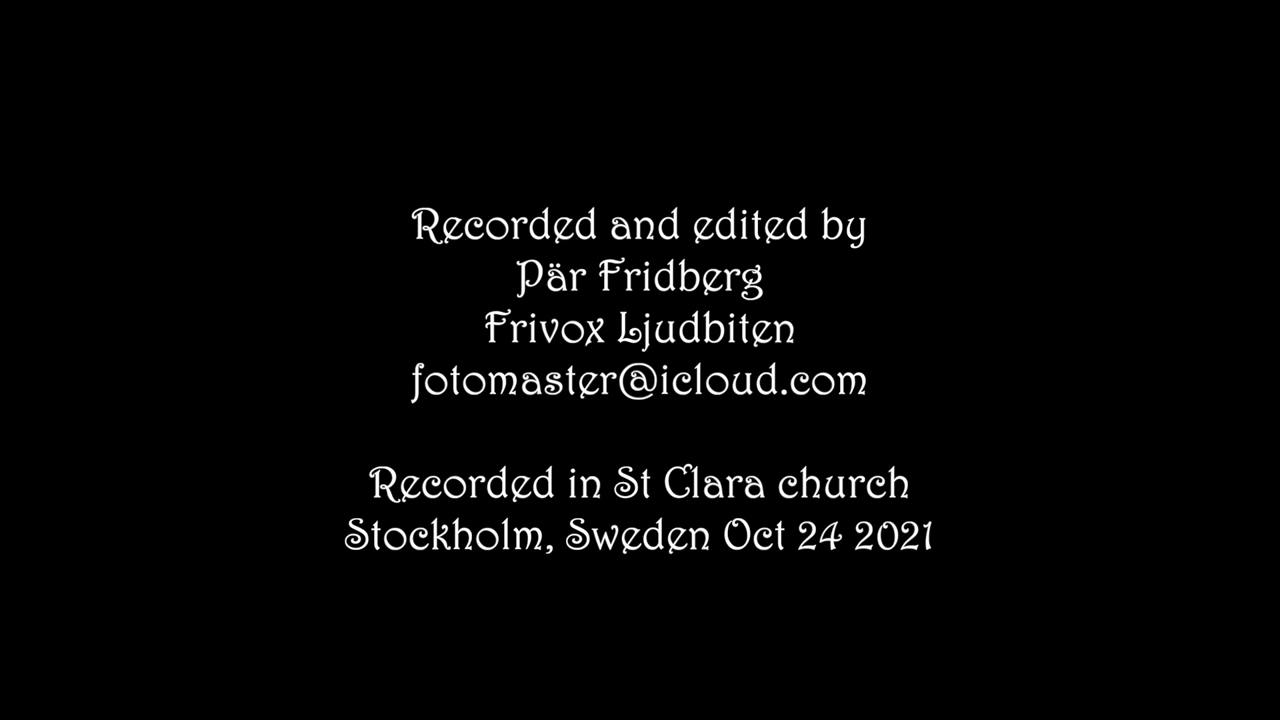 Recorded and edited by
Pär Fridberg
Frivox Ljudbiten
fotomaster@icloud.com
Recorded in St Clara church
Stockholm, Sweden Oct 24 2021